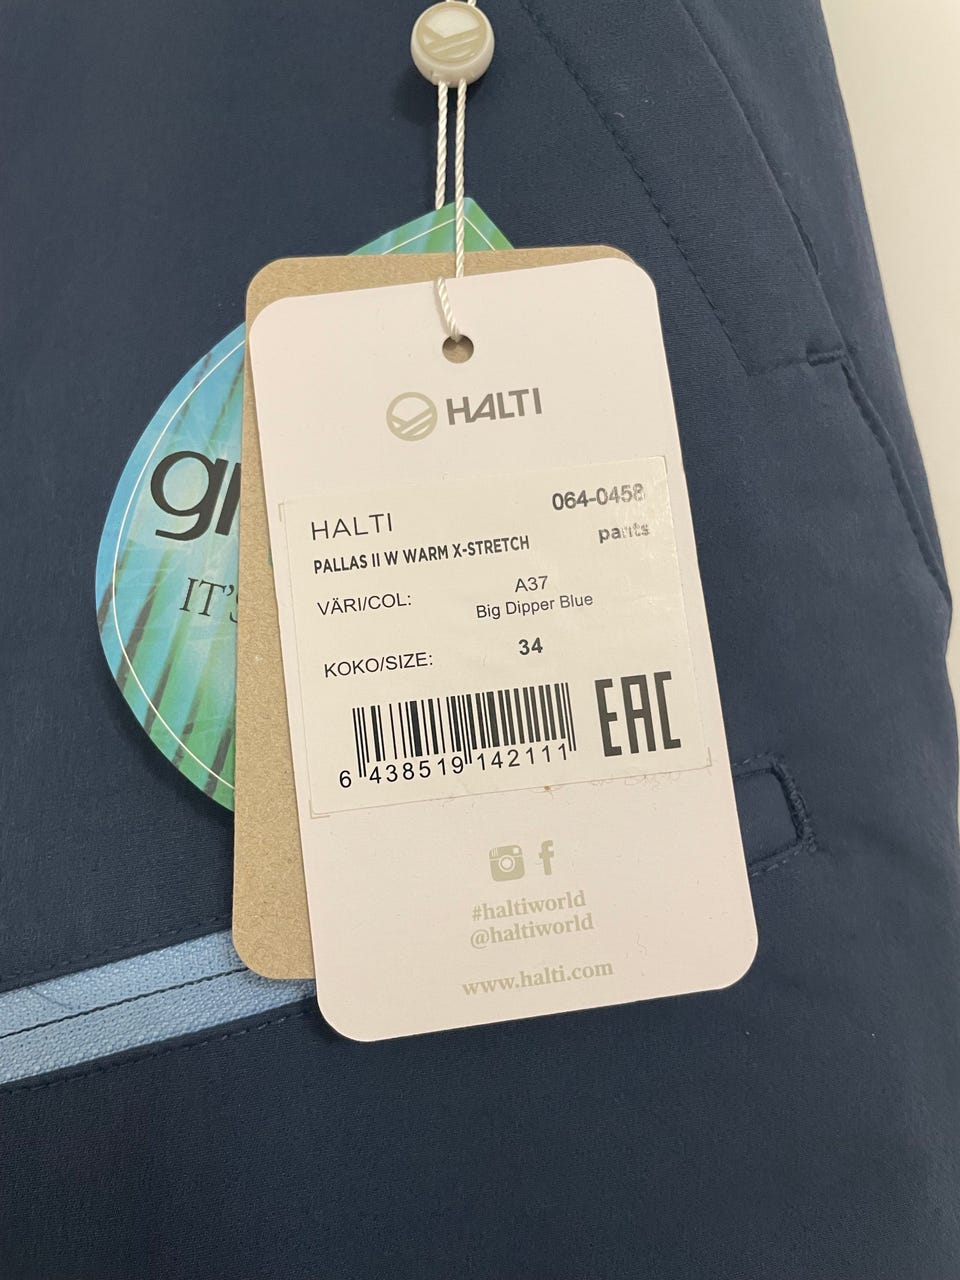 HALTI
HALTI
064-0458
PALLAS II W WARM X-STRETCH
pants
VÄRI/COL:
A37
Big Dipper Blue
KOKO/SIZE:
34
EAC
6 438519 142111
#haltiworld
@haltiworld
www.halti.com
IT'S